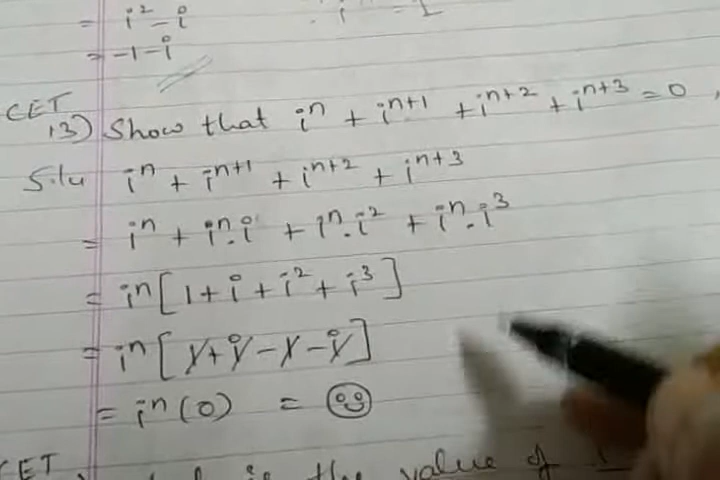 = i² - i
= -1 - i
CET
13) Show that iⁿ + iⁿ⁺¹ + iⁿ⁺² + iⁿ⁺³ = 0,
Solu iⁿ + iⁿ⁺¹ + iⁿ⁺² + iⁿ⁺³
= iⁿ + iⁿ.i + iⁿ.i² + iⁿ.i³
= iⁿ[1 + i + i² + i³]
= iⁿ[1 + i - 1 - i]
= iⁿ(0) = ☺
CET is the value of